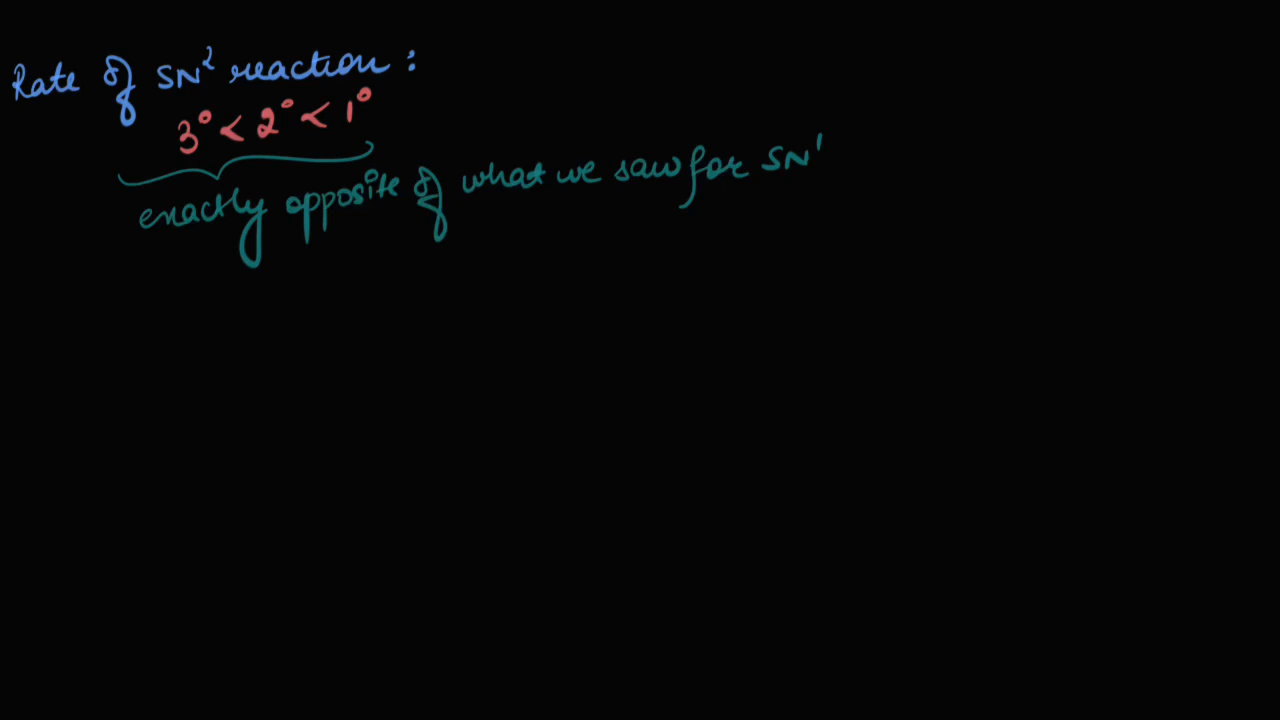 Rate of SN² reaction :
3° < 2° < 1°
exactly opposite of what we saw for SN¹